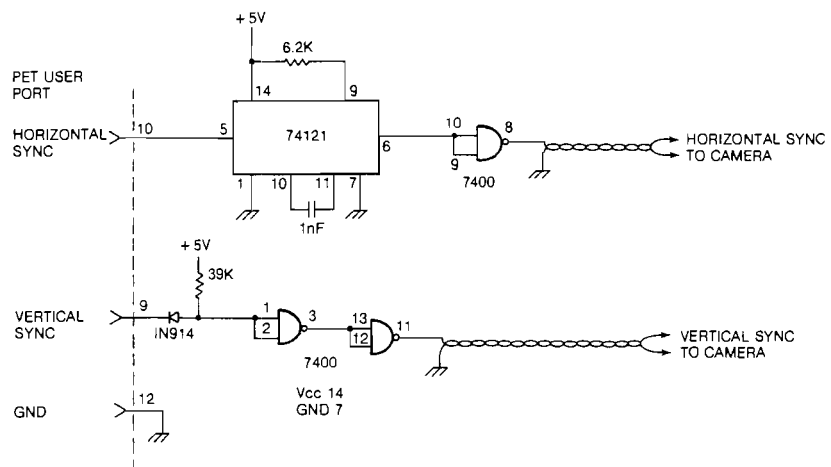 + 5V
6.2K
PET USER
PORT
14
9
HORIZONTAL
SYNC
10
5
74121
6
10
9
8
7400
HORIZONTAL SYNC
TO CAMERA
1
10
11
7
1nF
+ 5V
39K
VERTICAL
SYNC
9
IN914
1
2
3
7400
13
12
11
VERTICAL SYNC
TO CAMERA
Vcc 14
GND 7
GND
12